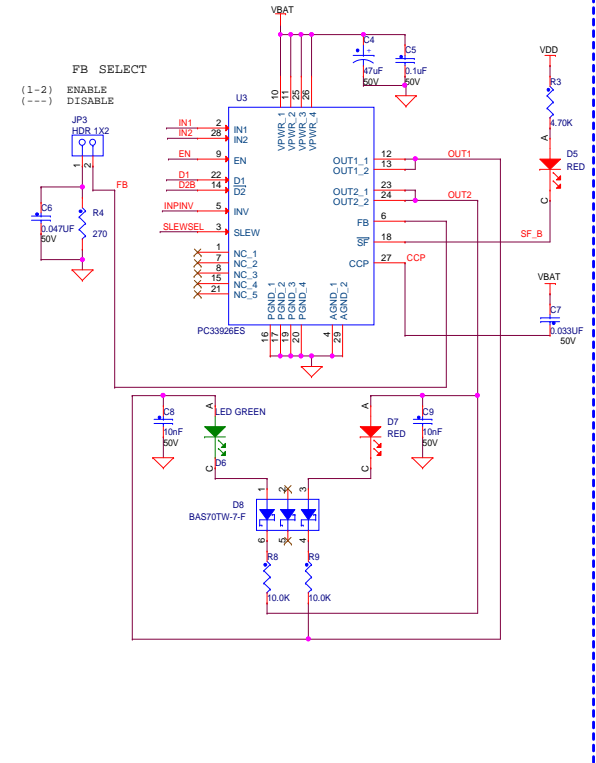 VBAT
FB SELECT
(1-2) ENABLE
(---) DISABLE
JP3
HDR 1X2
1
2
FB
C6
0.047UF
50V
R4
270
C4
+
47uF
50V
C5
0.1uF
50V
VDD
R3
4.70K
A
D5
RED
C
U3
10
11
25
26
VPWR_1
VPWR_2
VPWR_3
VPWR_4
IN1 2 IN1
IN2 28 IN2
EN 9 EN
D1 22 D1
D2B 14 D2
INPINV 5 INV
SLEWSEL 3 SLEW
1 NC_1
7 NC_2
8 NC_3
15 NC_4
21 NC_5
OUT1_1 12 OUT1
OUT1_2 13
OUT2_1 23
OUT2_2 24 OUT2
FB 6
SF 18 SF_B
CCP 27 CCP
PGND_1
PGND_2
PGND_3
PGND_4
AGND_1
AGND_2
16
17
19
20
4
29
PC33926ES
VBAT
C7
0.033UF
50V
C8
10nF
50V
A
LED GREEN
C
D6
A
D7
RED
C
C9
10nF
50V
1
2
3
D8
BAS70TW-7-F
6
5
4
R8
10.0K
R9
10.0K